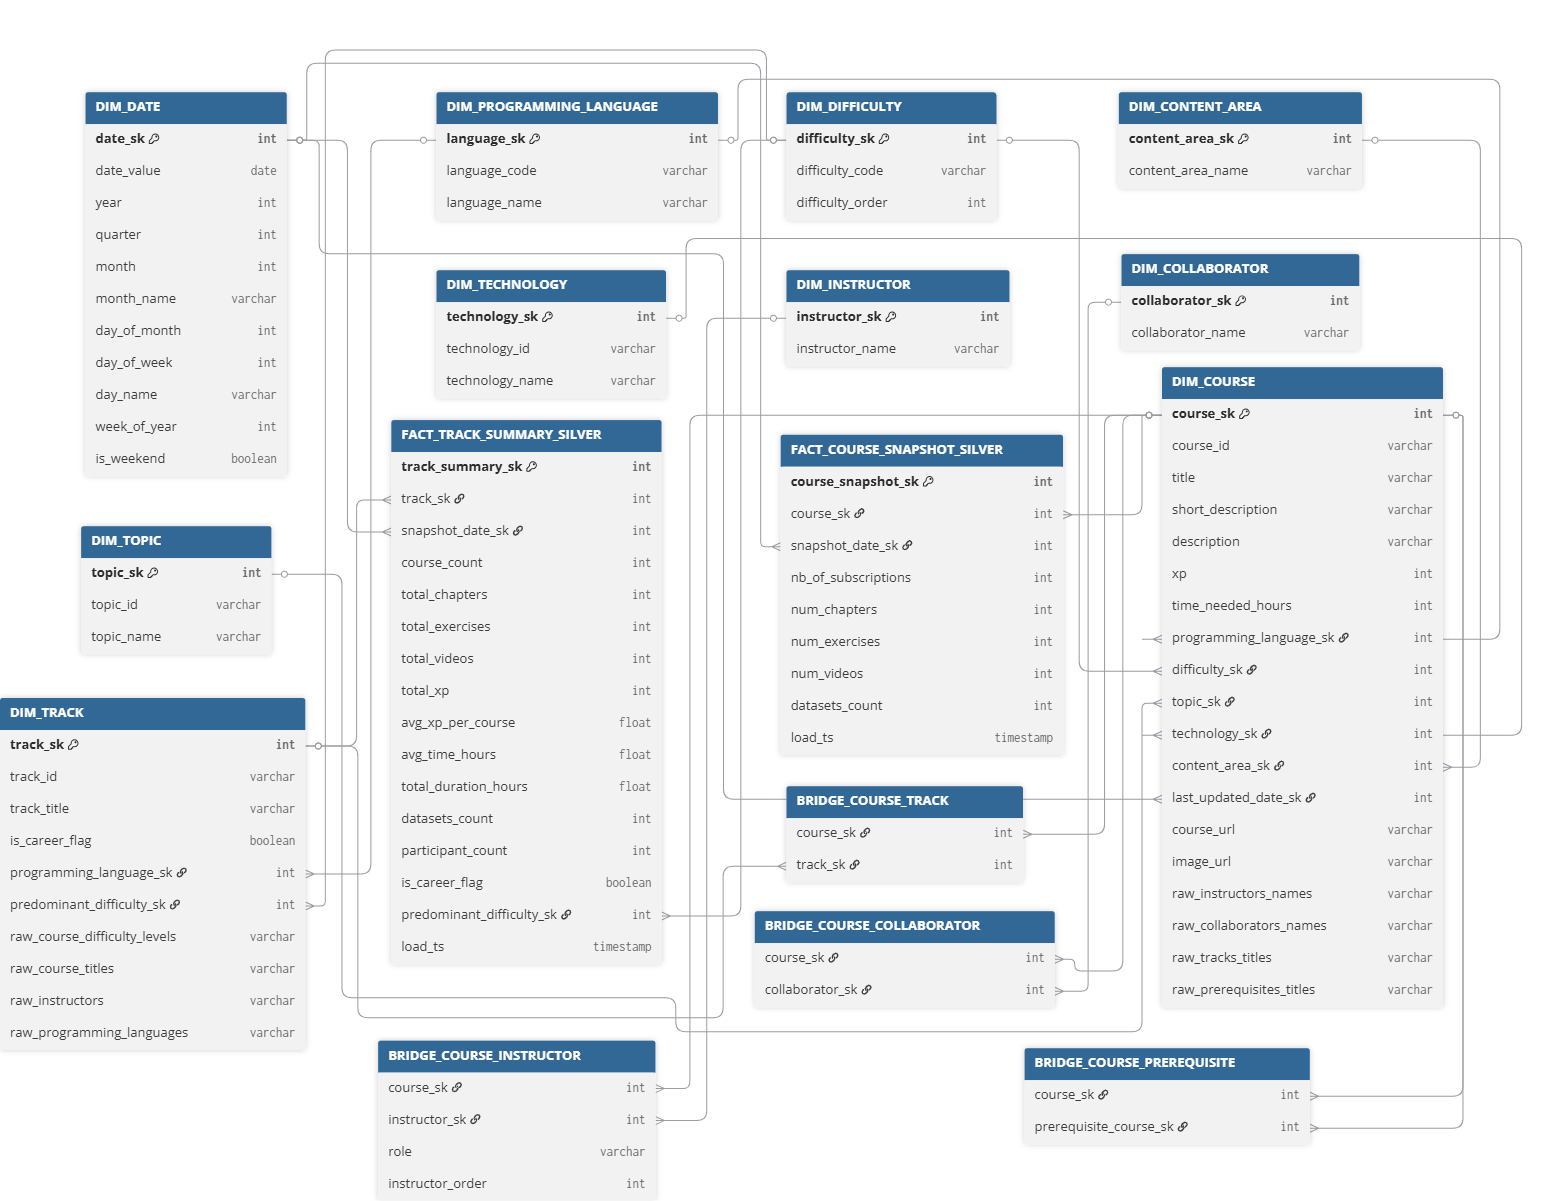 DIM_DATE
date_sk int
date_value date
year int
quarter int
month int
month_name varchar
day_of_month int
day_of_week int
day_name varchar
week_of_year int
is_weekend boolean
DIM_PROGRAMMING_LANGUAGE
language_sk int
language_code varchar
language_name varchar
DIM_DIFFICULTY
difficulty_sk int
difficulty_code varchar
difficulty_order int
DIM_CONTENT_AREA
content_area_sk int
content_area_name varchar
DIM_TECHNOLOGY
technology_sk int
technology_id varchar
technology_name varchar
DIM_INSTRUCTOR
instructor_sk int
instructor_name varchar
DIM_COLLABORATOR
collaborator_sk int
collaborator_name varchar
DIM_COURSE
course_sk int
course_id varchar
title varchar
short_description varchar
description varchar
xp int
time_needed_hours int
programming_language_sk int
difficulty_sk int
topic_sk int
technology_sk int
content_area_sk int
last_updated_date_sk int
course_url varchar
image_url varchar
raw_instructors_names varchar
raw_collaborators_names varchar
raw_tracks_titles varchar
raw_prerequisites_titles varchar
FACT_TRACK_SUMMARY_SILVER
track_summary_sk int
track_sk int
snapshot_date_sk int
course_count int
total_chapters int
total_exercises int
total_videos int
total_xp int
avg_xp_per_course float
avg_time_hours float
total_duration_hours float
datasets_count int
participant_count int
is_career_flag boolean
predominant_difficulty_sk int
load_ts timestamp
FACT_COURSE_SNAPSHOT_SILVER
course_snapshot_sk int
course_sk int
snapshot_date_sk int
nb_of_subscriptions int
num_chapters int
num_exercises int
num_videos int
datasets_count int
load_ts timestamp
DIM_TOPIC
topic_sk int
topic_id varchar
topic_name varchar
DIM_TRACK
track_sk int
track_id varchar
track_title varchar
is_career_flag boolean
programming_language_sk int
predominant_difficulty_sk int
raw_course_difficulty_levels varchar
raw_course_titles varchar
raw_instructors varchar
raw_programming_languages varchar
BRIDGE_COURSE_TRACK
course_sk int
track_sk int
BRIDGE_COURSE_COLLABORATOR
course_sk int
collaborator_sk int
BRIDGE_COURSE_INSTRUCTOR
course_sk int
instructor_sk int
role varchar
instructor_order int
BRIDGE_COURSE_PREREQUISITE
course_sk int
prerequisite_course_sk int